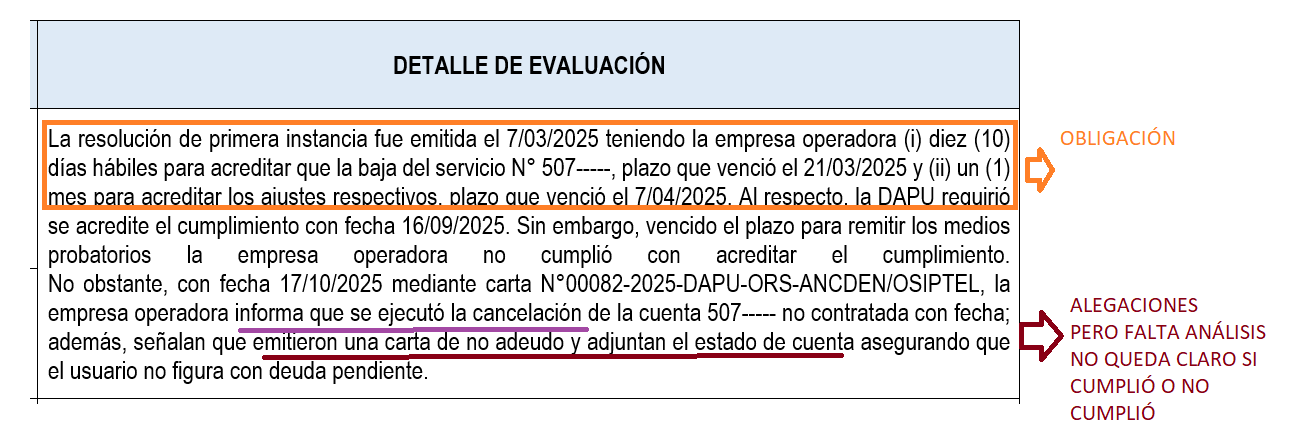 DETALLE DE EVALUACIÓN
La resolución de primera instancia fue emitida el 7/03/2025 teniendo la empresa operadora (i) diez (10)
días hábiles para acreditar que la baja del servicio N° 507-----, plazo que venció el 21/03/2025 y (ii) un (1)
mes para acreditar los ajustes respectivos, plazo que venció el 7/04/2025. Al respecto, la DAPU requirió
se acredite el cumplimiento con fecha 16/09/2025. Sin embargo, vencido el plazo para remitir los medios
probatorios la empresa operadora no cumplió con acreditar el cumplimiento.
No obstante, con fecha 17/10/2025 mediante carta N°00082-2025-DAPU-ORS-ANCDEN/OSIPTEL, la
empresa operadora informa que se ejecutó la cancelación de la cuenta 507----- no contratada con fecha;
además, señalan que emitieron una carta de no adeudo y adjuntan el estado de cuenta asegurando que
el usuario no figura con deuda pendiente.
OBLIGACIÓN
ALEGACIONES
PERO FALTA ANÁLISIS
NO QUEDA CLARO SI
CUMPLIÓ O NO
CUMPLIÓ